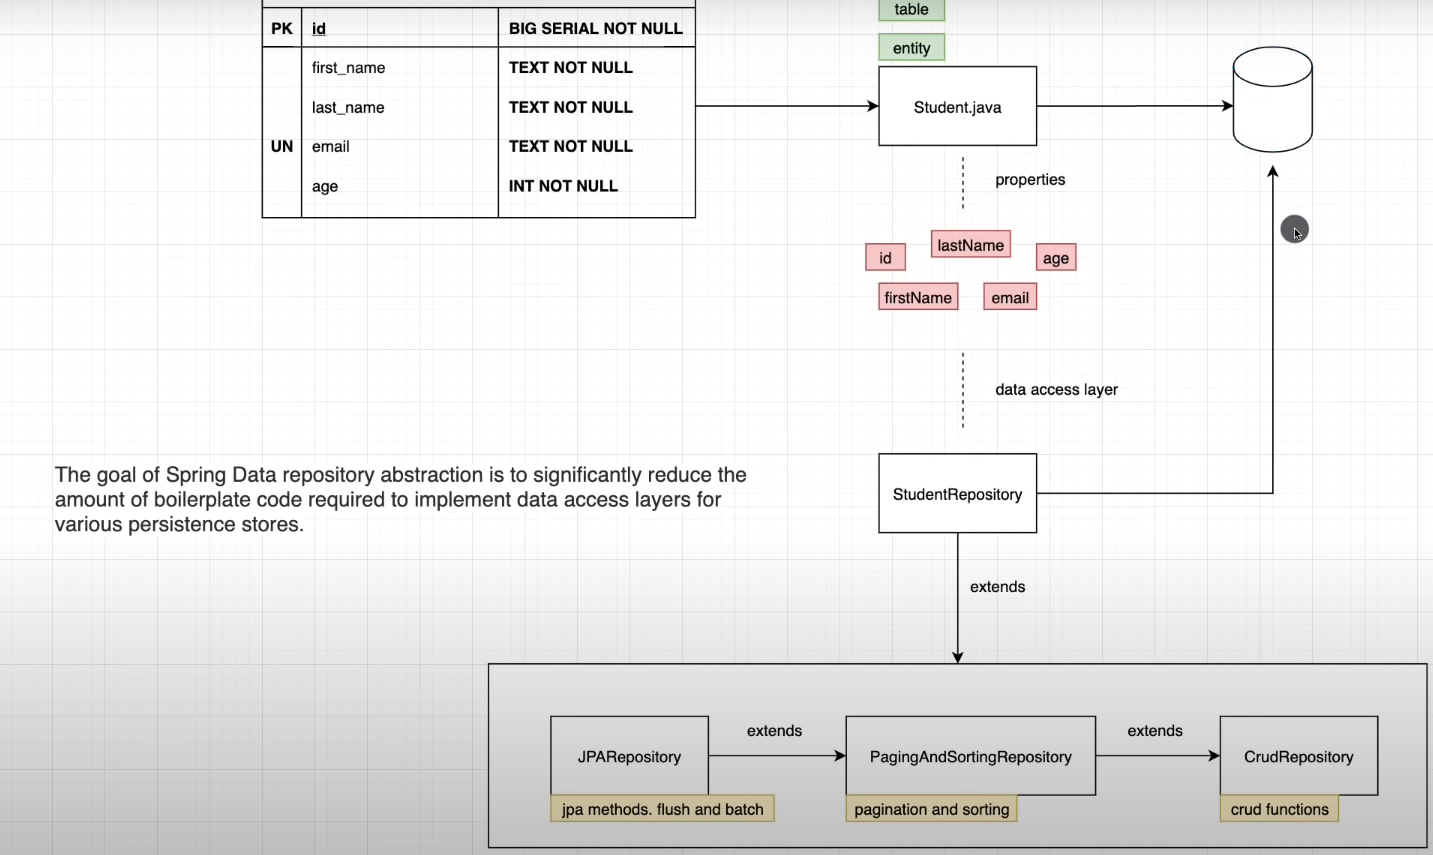 table
PK id BIG SERIAL NOT NULL
entity
first_name TEXT NOT NULL
last_name TEXT NOT NULL
Student.java
UN email TEXT NOT NULL
age INT NOT NULL
properties
lastName
id
age
firstName
email
data access layer
The goal of Spring Data repository abstraction is to significantly reduce the
amount of boilerplate code required to implement data access layers for
various persistence stores.
StudentRepository
extends
extends
extends
JPARepository
PagingAndSortingRepository
CrudRepository
jpa methods. flush and batch
pagination and sorting
crud functions